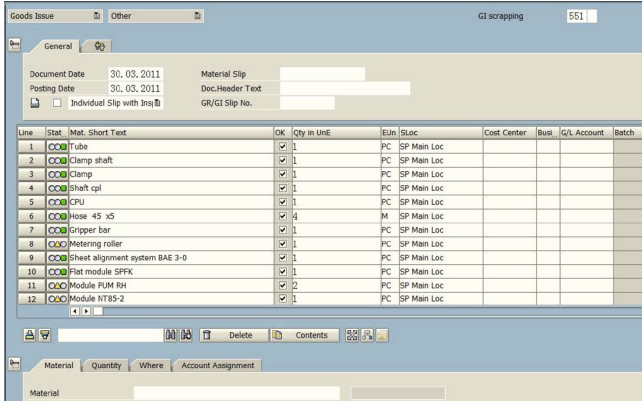 Goods Issue Other GI scrapping 551
General
Document Date 30.03.2011 Material Slip
Posting Date 30.03.2011 Doc.Header Text
Individual Slip with Insp GR/GI Slip No.
Line Stat Mat. Short Text OK Qty in UnE EUn SLoc Cost Center Busi... G/L Account Batch
1 Tube 1 PC SP Main Loc
2 Clamp shaft 1 PC SP Main Loc
3 Clamp 1 PC SP Main Loc
4 Shaft cpl 1 PC SP Main Loc
5 CPU 1 PC SP Main Loc
6 Hose 45 x5 4 M SP Main Loc
7 Gripper bar 1 PC SP Main Loc
8 Metering roller 1 PC SP Main Loc
9 Sheet alignment system BAE 3-0 1 PC SP Main Loc
10 Flat module SPFK 1 PC SP Main Loc
11 Module PUM RH 2 PC SP Main Loc
12 Module NT85-2 1 PC SP Main Loc
Delete Contents
Material Quantity Where Account Assignment
Material